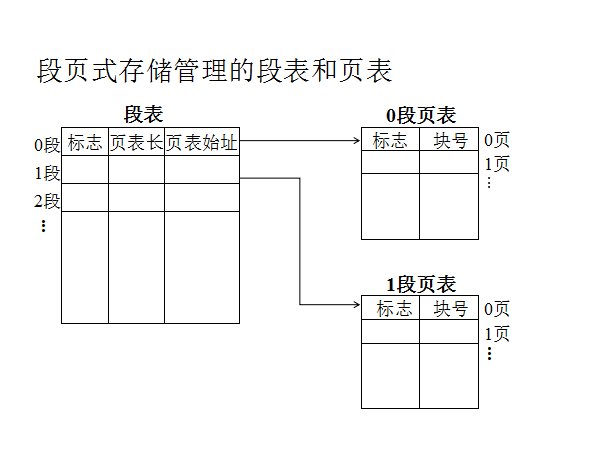 段页式存储管理的段表和页表
段表
0段 标志 页表长 页表始址
1段
2段
⋮
0段页表
标志 块号 0页
1页
⋮
1段页表
标志 块号 0页
1页
⋮